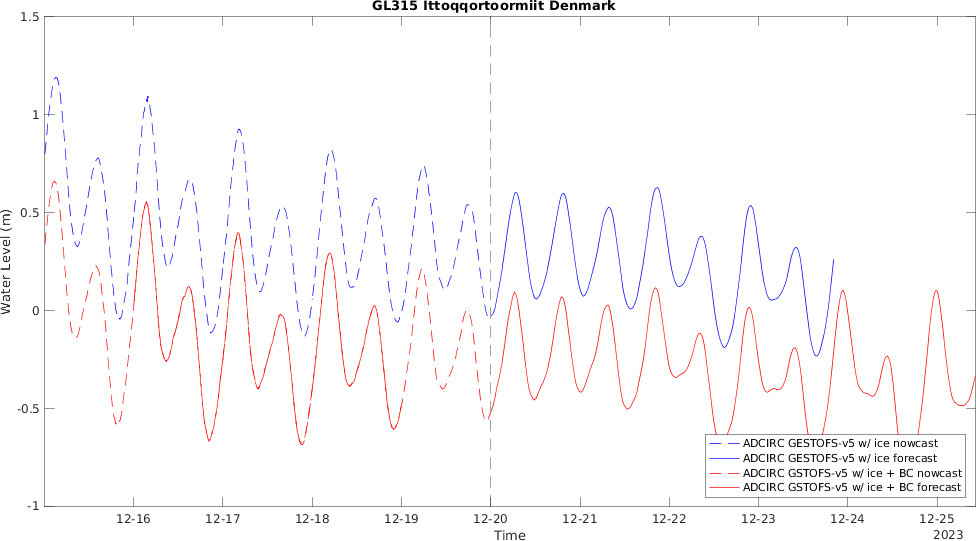 GL315 Ittoqqortoormiit Denmark
1.5
1
0.5
0
-0.5
-1
Water Level (m)
12-16 12-17 12-18 12-19 12-20 12-21 12-22 12-23 12-24 12-25
Time
2023
ADCIRC GESTOFS-v5 w/ ice nowcast
ADCIRC GESTOFS-v5 w/ ice forecast
ADCIRC GSTOFS-v5 w/ ice + BC nowcast
ADCIRC GSTOFS-v5 w/ ice + BC forecast